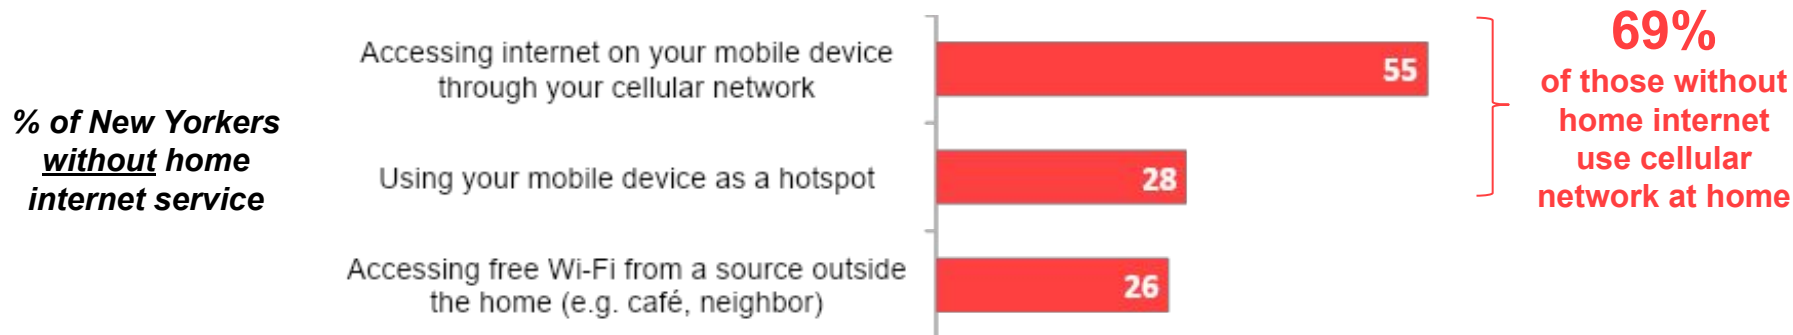 % of New Yorkers
without home
internet service
Accessing internet on your mobile device
through your cellular network
55
Using your mobile device as a hotspot
28
Accessing free Wi-Fi from a source outside
the home (e.g. café, neighbor)
26
69%
of those without
home internet
use cellular
network at home